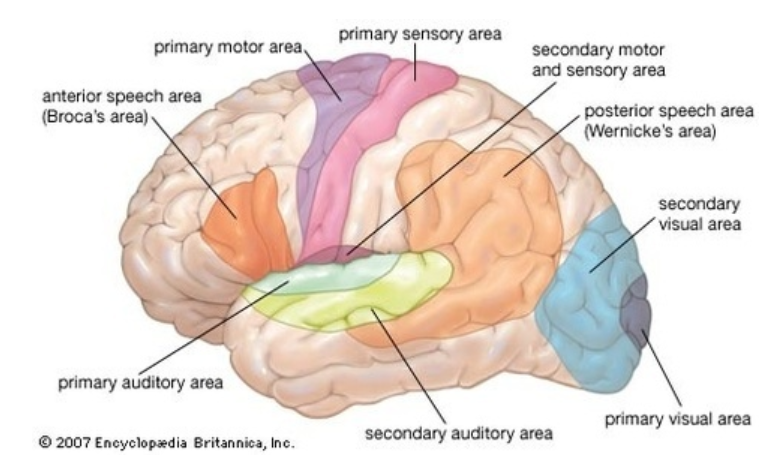 primary motor area
primary sensory area
secondary motor
and sensory area
anterior speech area
(Broca's area)
posterior speech area
(Wernicke's area)
secondary
visual area
primary auditory area
secondary auditory area
primary visual area
© 2007 Encyclopædia Britannica, Inc.